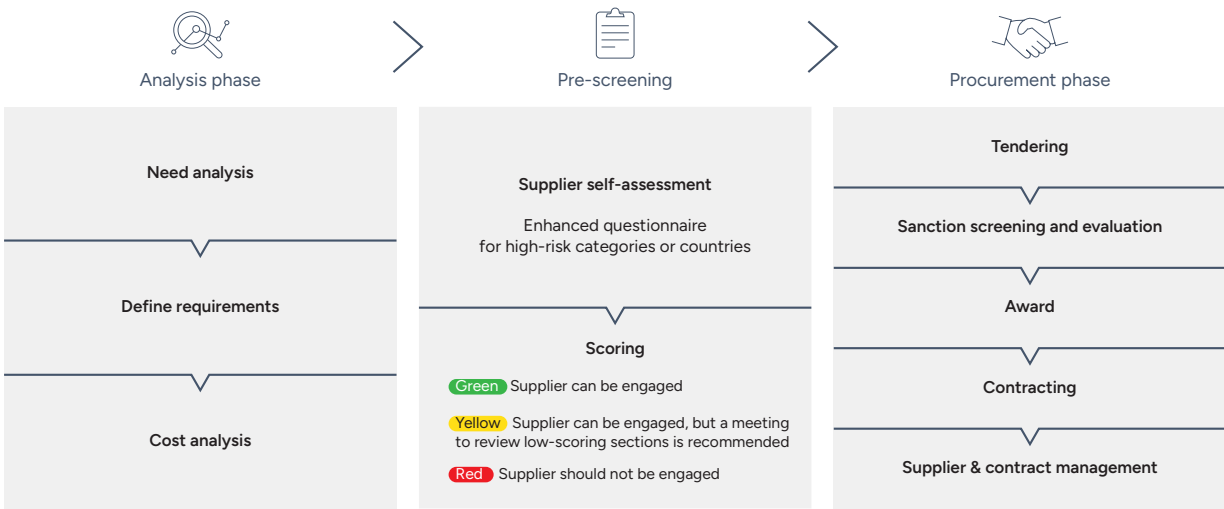 Analysis phase
Need analysis
Define requirements
Cost analysis
Pre-screening
Supplier self-assessment
Enhanced questionnaire
for high-risk categories or countries
Scoring
Green Supplier can be engaged
Yellow Supplier can be engaged, but a meeting
to review low-scoring sections is recommended
Red Supplier should not be engaged
Procurement phase
Tendering
Sanction screening and evaluation
Award
Contracting
Supplier & contract management